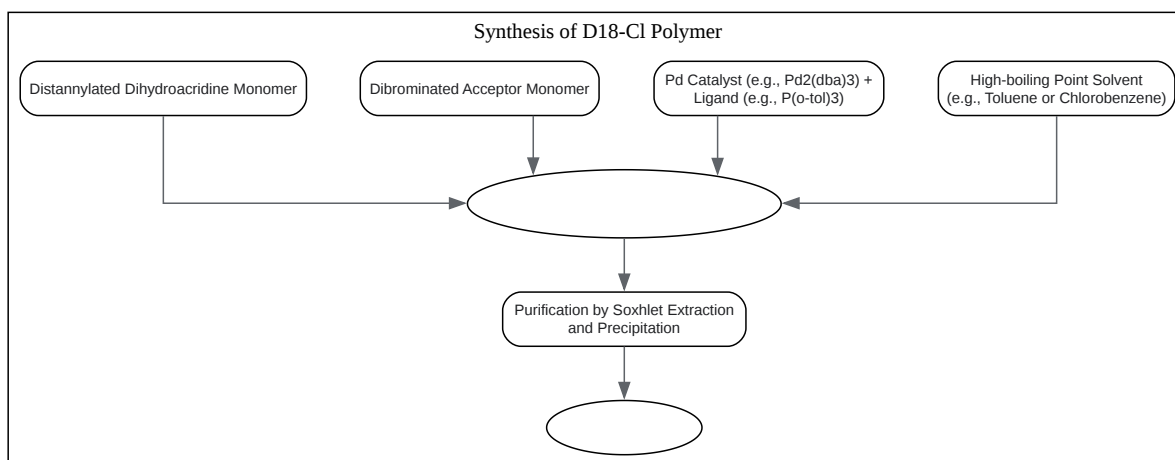 Synthesis of D18-Cl Polymer
Distannylated Dihydroacridine Monomer
Dibrominated Acceptor Monomer
Pd Catalyst (e.g., Pd2(dba)3) +
Ligand (e.g., P(o-tol)3)
High-boiling Point Solvent
(e.g., Toluene or Chlorobenzene)
Purification by Soxhlet Extraction
and Precipitation